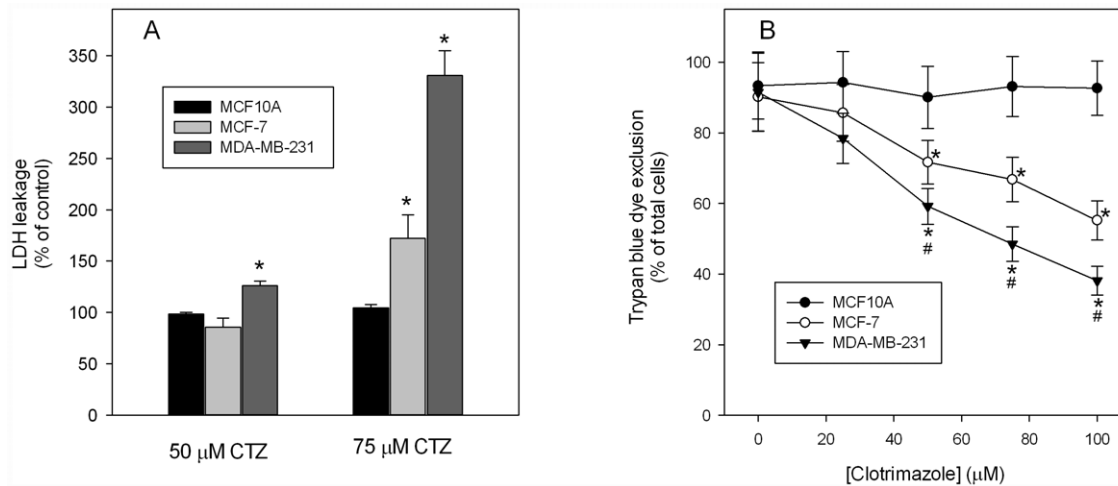 A
LDH leakage
(% of control)
350
300
250
200
150
100
50
0
MCF10A
MCF-7
MDA-MB-231
*
*
*
50 μM CTZ
75 μM CTZ
B
Trypan blue dye exclusion
(% of total cells)
100
80
60
40
20
0
*
*
*
*
#
*
#
*
#
MCF10A
MCF-7
MDA-MB-231
0
20
40
60
80
100
[Clotrimazole] (μM)